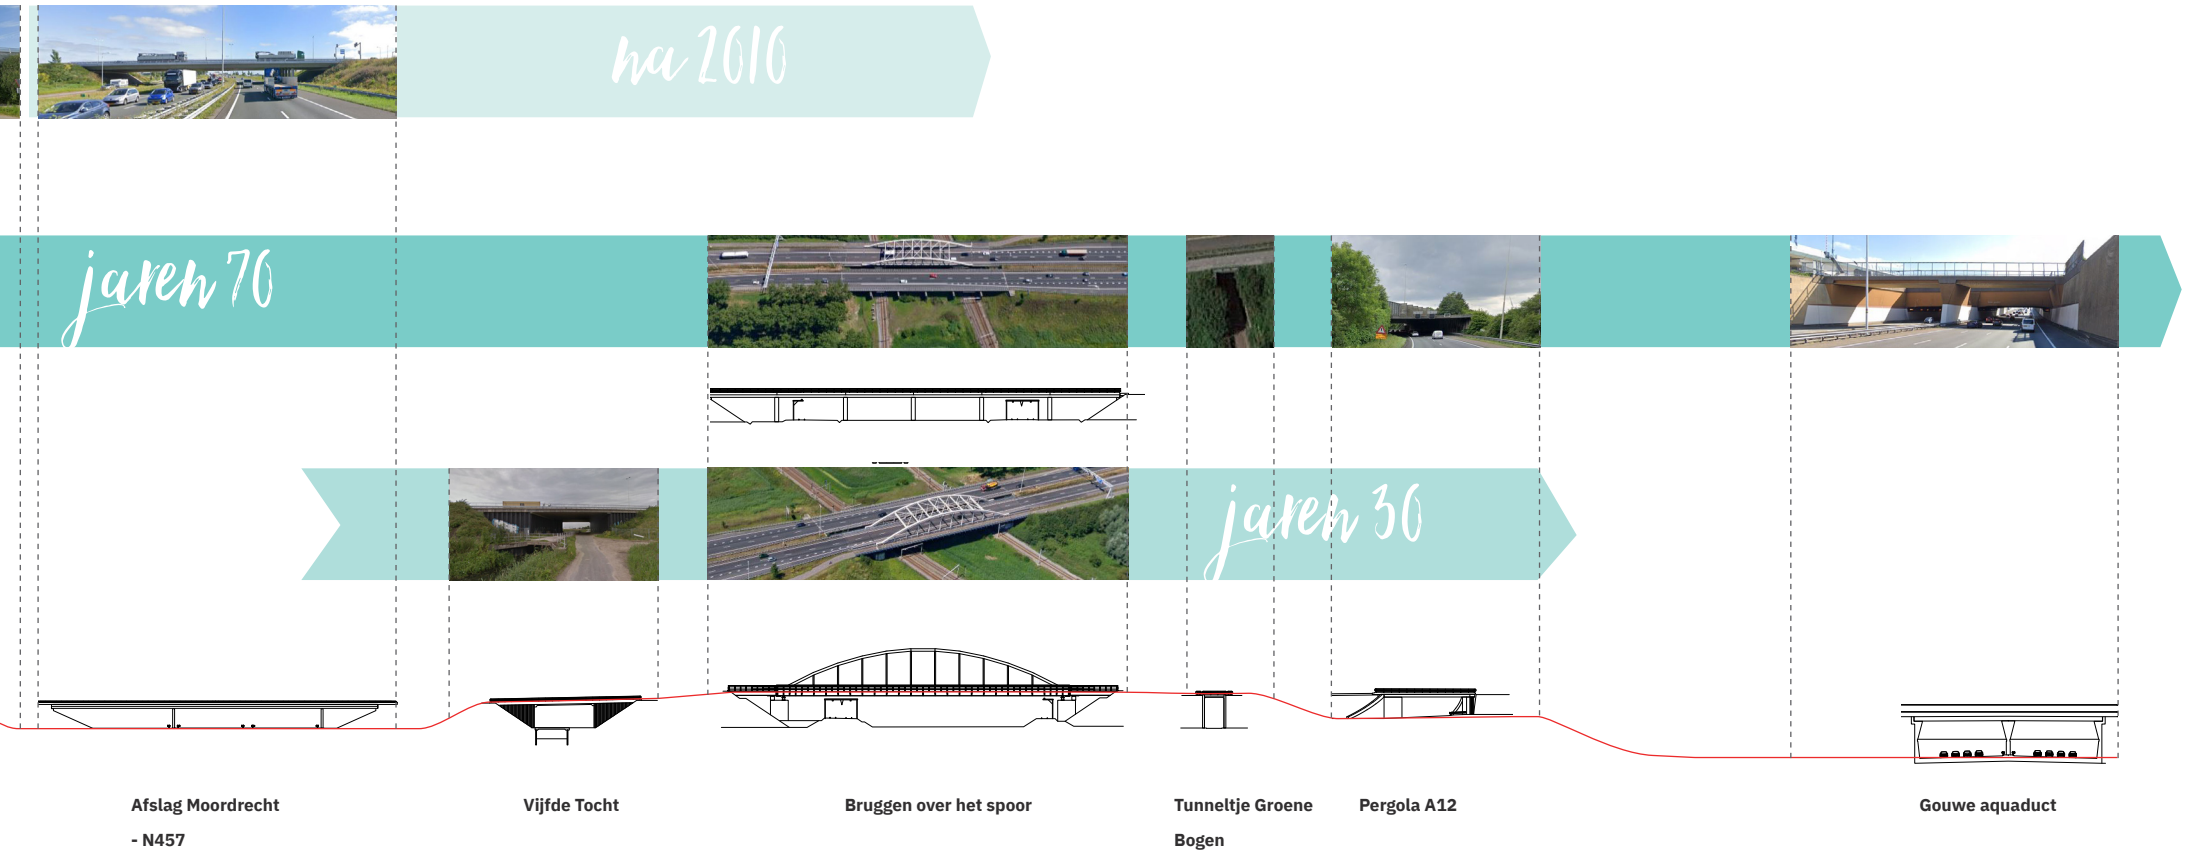 na 2010
jaren 70
jaren 30
Afslag Moordrecht
- N457
Vijfde Tocht
Bruggen over het spoor
Tunneltje Groene
Bogen
Pergola A12
Gouwe aquaduct